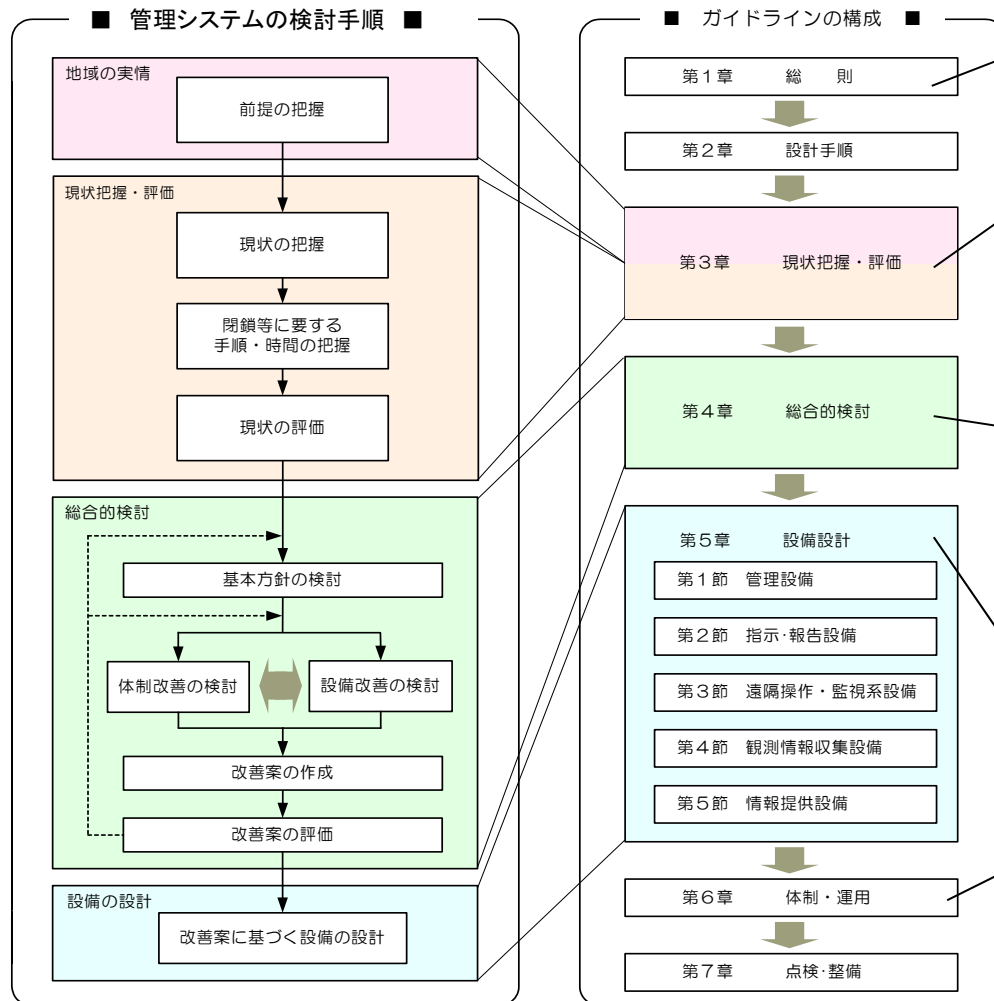 ■ 管理システムの検討手順 ■
地域の実情
前提の把握
現状把握・評価
現状の把握
閉鎖等に要する
手順・時間の把握
現状の評価
総合的検討
基本方針の検討
体制改善の検討
設備改善の検討
改善案の作成
改善案の評価
設備の設計
改善案に基づく設備の設計
■ ガイドラインの構成 ■
第1章 総 則
第2章 設計手順
第3章 現状把握・評価
第4章 総合的検討
第5章 設備設計
第1節 管理設備
第2節 指示・報告設備
第3節 遠隔操作・監視系設備
第4節 観測情報収集設備
第5節 情報提供設備
第6章 体制・運用
第7章 点検・整備